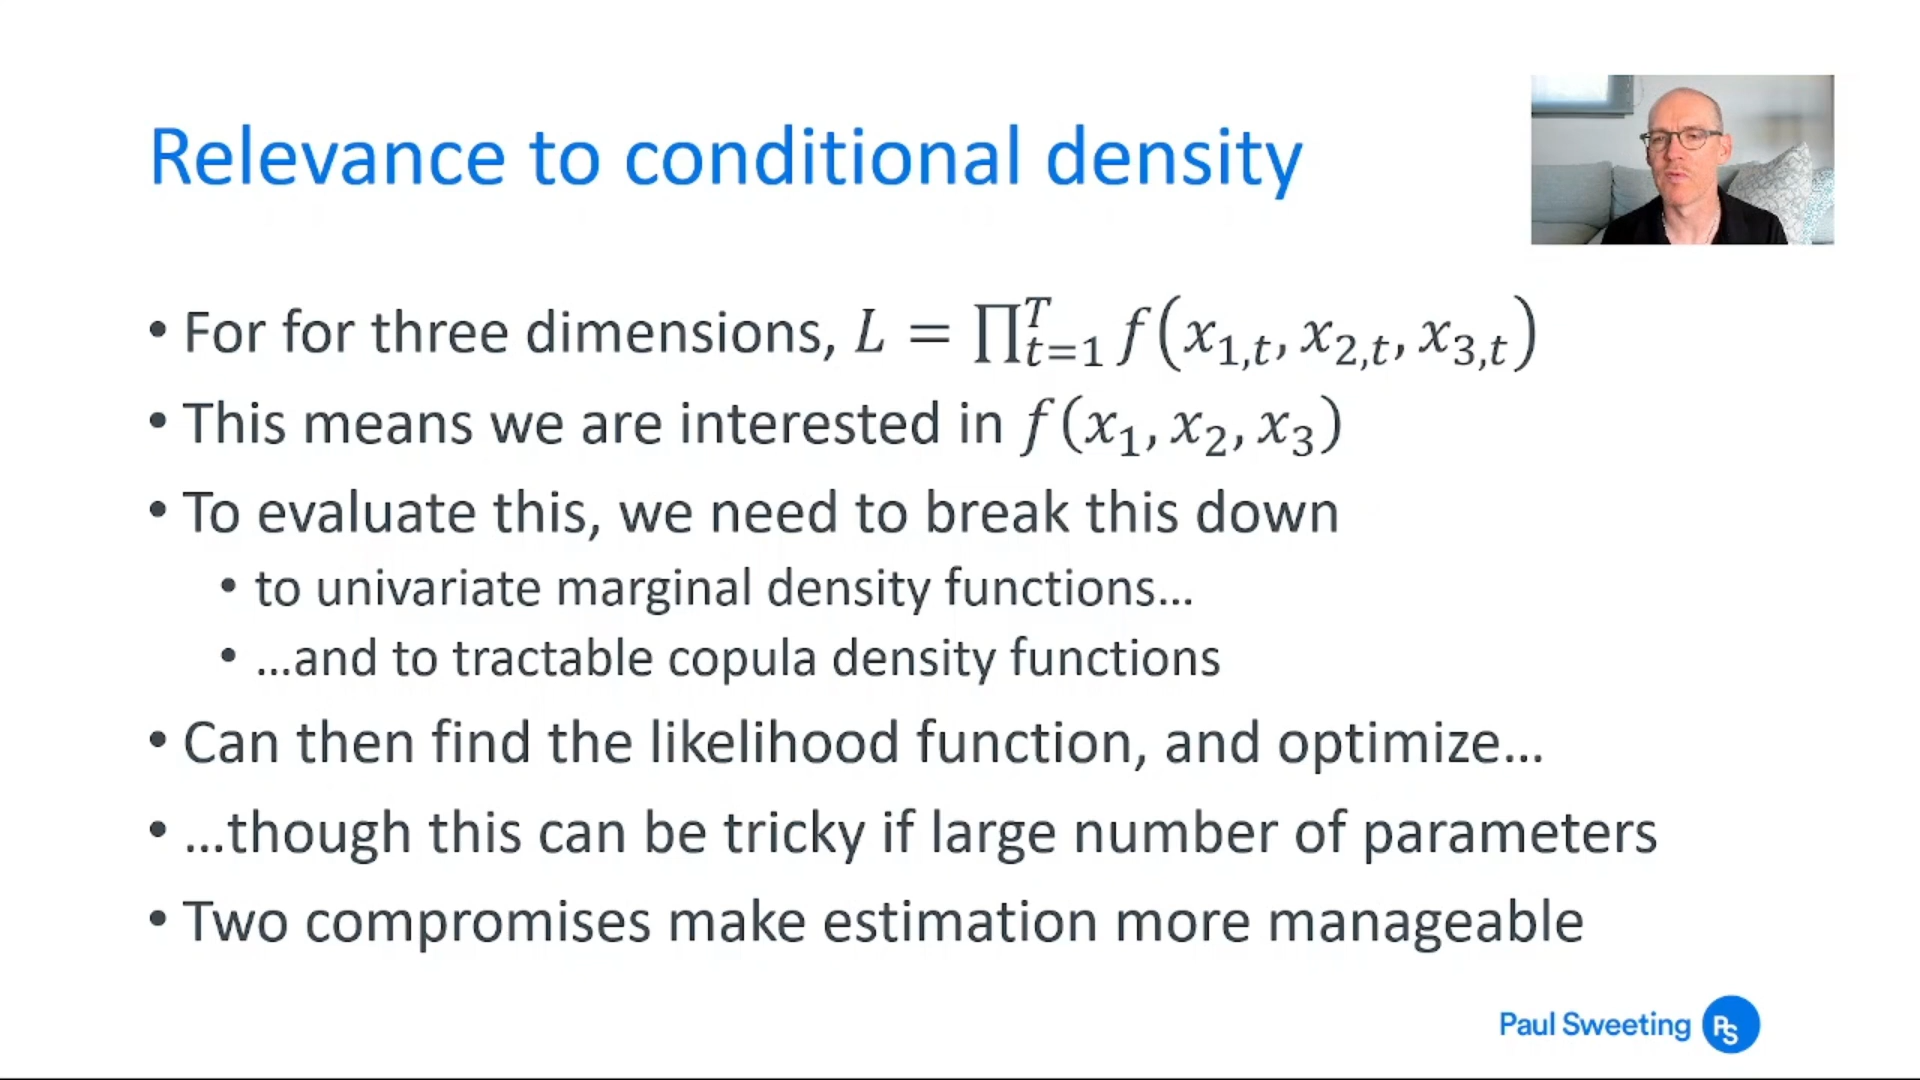 Relevance to conditional density
• For for three dimensions, L = ∏_{t=1}^{T} f(x_{1,t}, x_{2,t}, x_{3,t})
• This means we are interested in f(x_1, x_2, x_3)
• To evaluate this, we need to break this down
• to univariate marginal density functions…
• …and to tractable copula density functions
• Can then find the likelihood function, and optimize…
• …though this can be tricky if large number of parameters
• Two compromises make estimation more manageable
Paul Sweeting PS